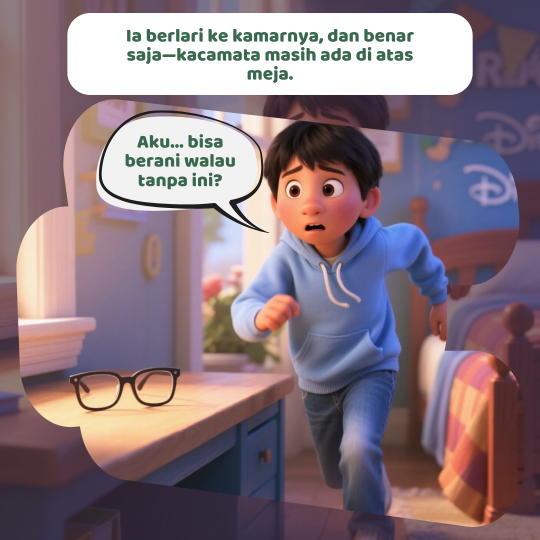 Ia berlari ke kamarnya, dan benar
saja—kacamata masih ada di atas
meja.
Aku... bisa
berani walau
tanpa ini?